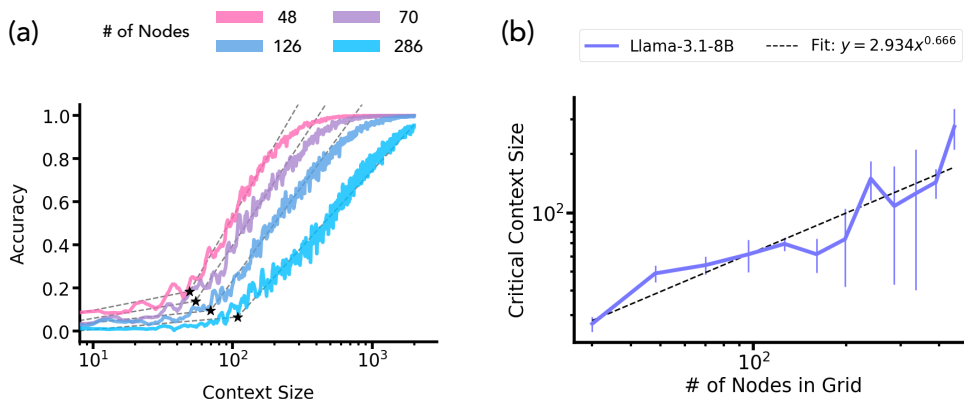 (a)
# of Nodes
48
70
126
286
1.0
0.8
0.6
0.4
0.2
0.0
Accuracy
10¹
10²
10³
Context Size
(b)
Llama-3.1-8B
Fit: y = 2.934x^0.666
Critical Context Size
10²
10²
# of Nodes in Grid